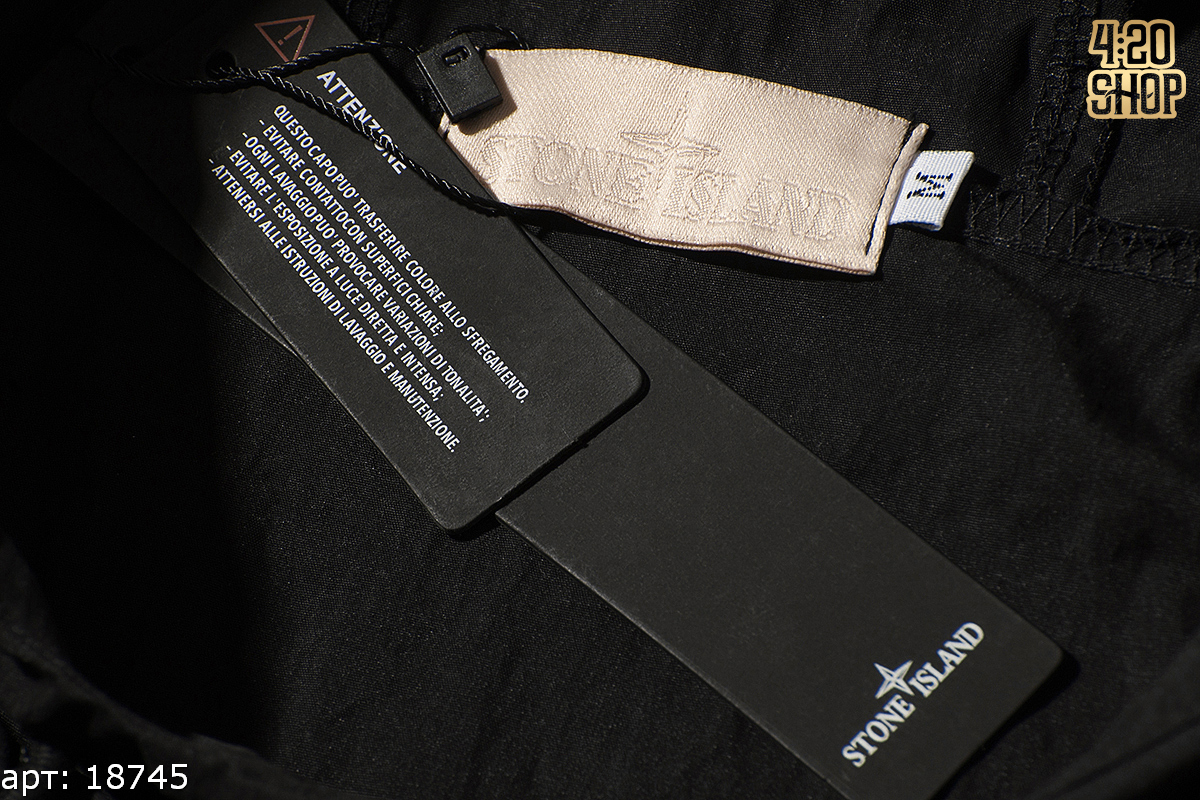 4:20
SHOP
ATTENZIONE
QUESTO CAPO PUO' TRASFERIRE COLORE ALLO SFREGAMENTO.
- EVITARE CONTATTO CON SUPERFICI CHIARE;
-OGNI LAVAGGIO PUO' PROVOCARE VARIAZIONI DI TONALITA';
- EVITARE L'ESPOSIZIONE A LUCE DIRETTA E INTENSA;
-ATTENERSI ALLE ISTRUZIONI DI LAVAGGIO E MANUTENZIONE.
STONE ISLAND
M
STONE ISLAND
арт: 18745